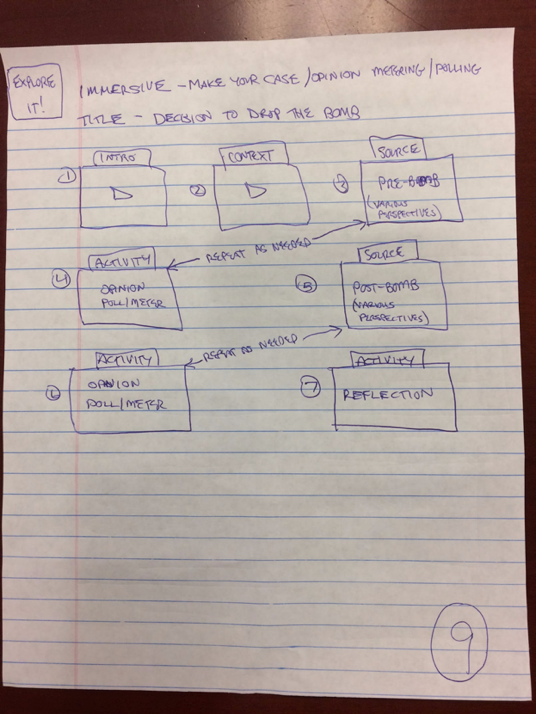 EXPLORE
IT!
IMMERSIVE - MAKE YOUR CASE/OPINION METERING/POLLING
TITLE - DECISION TO DROP THE BOMB
1 INTRO
2 CONTEXT
3 SOURCE
PRE-BOMB
(VARIOUS
PERSPECTIVES)
REPEAT AS NEEDED
4 ACTIVITY
OPINION
POLL/METER
5 SOURCE
POST-BOMB
(VARIOUS
PERSPECTIVES)
REPEAT AS NEEDED
6 ACTIVITY
OPINION
POLL/METER
7 ACTIVITY
REFLECTION
9